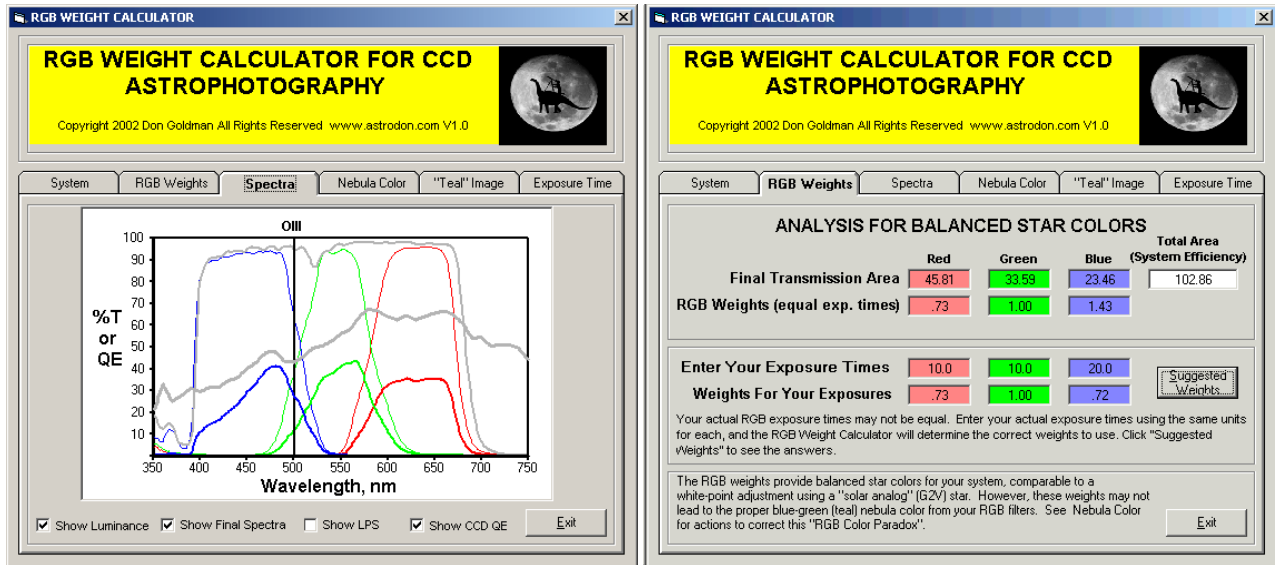 RGB WEIGHT CALCULATOR
RGB WEIGHT CALCULATOR FOR CCD
ASTROPHOTOGRAPHY
Copyright 2002 Don Goldman All Rights Reserved www.astrodon.com V1.0
System RGB Weights Spectra Nebula Color "Teal" Image Exposure Time
OIII
100
90
80
70
60
50
40
30
20
10
%T
or
QE
350 400 450 500 550 600 650 700 750
Wavelength, nm
Show Luminance Show Final Spectra Show LPS Show CCD QE Exit
RGB WEIGHT CALCULATOR
RGB WEIGHT CALCULATOR FOR CCD
ASTROPHOTOGRAPHY
Copyright 2002 Don Goldman All Rights Reserved www.astrodon.com V1.0
System RGB Weights Spectra Nebula Color "Teal" Image Exposure Time
ANALYSIS FOR BALANCED STAR COLORS
Total Area
Red Green Blue (System Efficiency)
Final Transmission Area 45.81 33.59 23.46 102.86
RGB Weights (equal exp. times) .73 1.00 1.43
Enter Your Exposure Times 10.0 10.0 20.0
Weights For Your Exposures .73 1.00 .72
Suggested
Weights
Your actual RGB exposure times may not be equal. Enter your actual exposure times using the same units
for each, and the RGB Weight Calculator will determine the correct weights to use. Click "Suggested
Weights" to see the answers.
The RGB weights provide balanced star colors for your system, comparable to a
white-point adjustment using a "solar analog" (G2V) star. However, these weights may not
lead to the proper blue-green (teal) nebula color from your RGB filters. See Nebula Color
for actions to correct this "RGB Color Paradox".
Exit